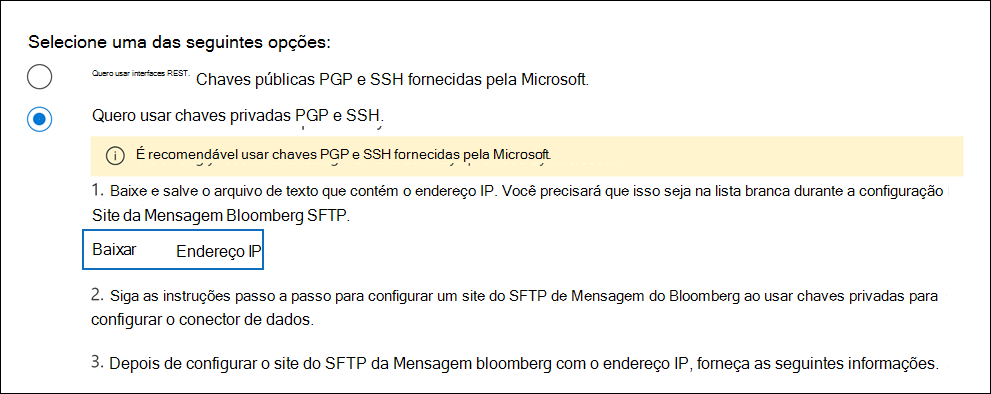 Selecione uma das seguintes opções:
Quero usar interfaces REST. Chaves públicas PGP e SSH fornecidas pela Microsoft.
Quero usar chaves privadas PGP e SSH.
É recomendável usar chaves PGP e SSH fornecidas pela Microsoft.
1. Baixe e salve o arquivo de texto que contém o endereço IP. Você precisará que isso seja na lista branca durante a configuração
Site da Mensagem Bloomberg SFTP.
Baixar Endereço IP
2. Siga as instruções passo a passo para configurar um site do SFTP de Mensagem do Bloomberg ao usar chaves privadas para
configurar o conector de dados.
3. Depois de configurar o site do SFTP da Mensagem bloomberg com o endereço IP, forneça as seguintes informações.